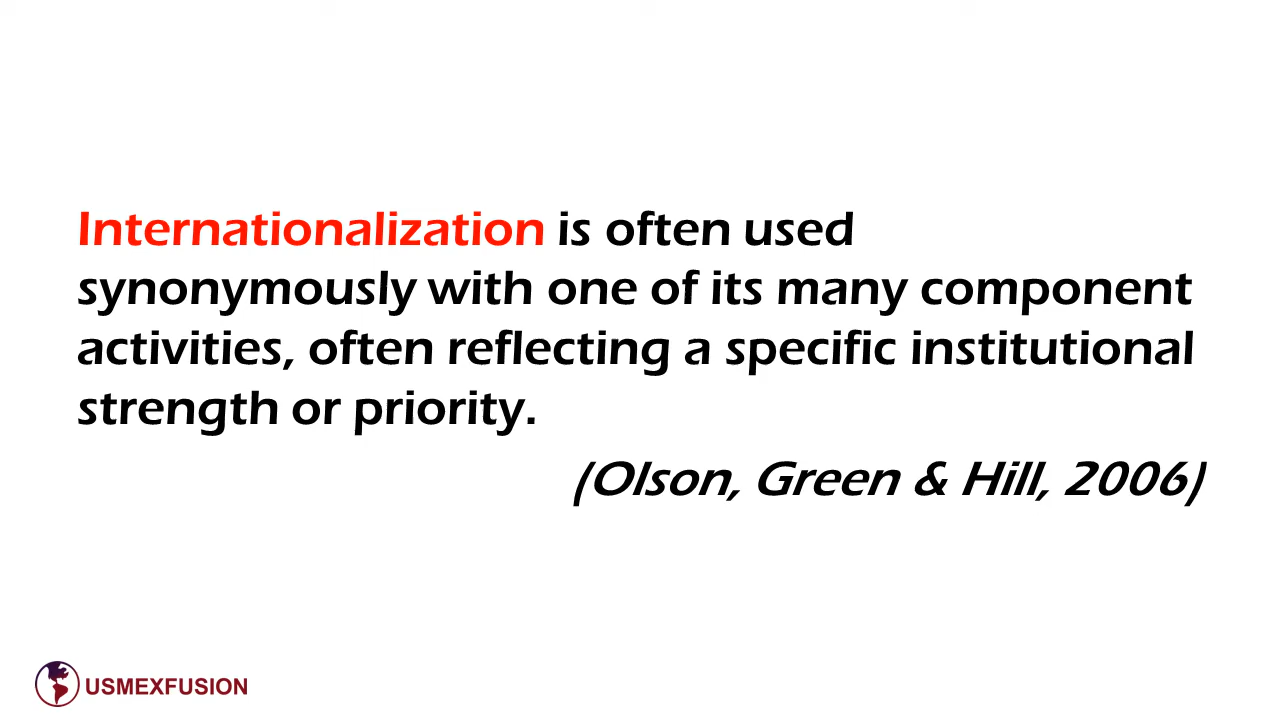 Internationalization is often used
synonymously with one of its many component
activities, often reflecting a specific institutional
strength or priority.
(Olson, Green & Hill, 2006)
USMEXFUSION